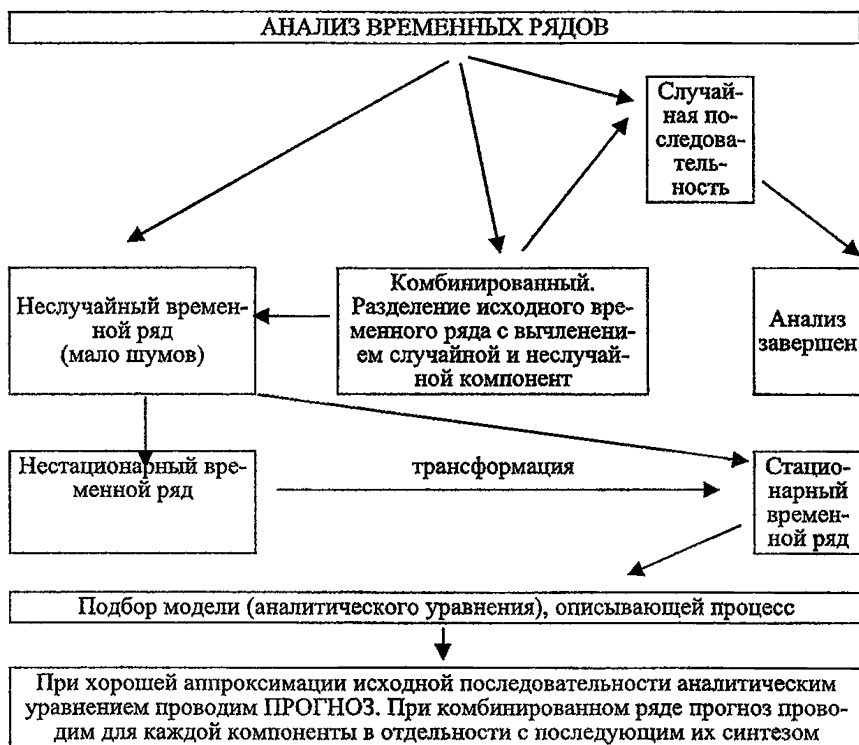 АНАЛИЗ ВРЕМЕННЫХ РЯДОВ
Случай-
ная по-
следова-
тель-
ность
Неслучайный времен-
ной ряд
(мало шумов)
Комбинированный.
Разделение исходного вре-
менного ряда с вычленени-
ем случайной и неслучай-
ной компонент
Анализ
завершен
Нестационарный вре-
менной ряд
трансформация
Стацио-
нарный
времен-
ной ряд
Подбор модели (аналитического уравнения), описывающей процесс
При хорошей аппроксимации исходной последовательности аналитическим
уравнением проводим ПРОГНОЗ. При комбинированном ряде прогноз прово-
дим для каждой компоненты в отдельности с последующим их синтезом